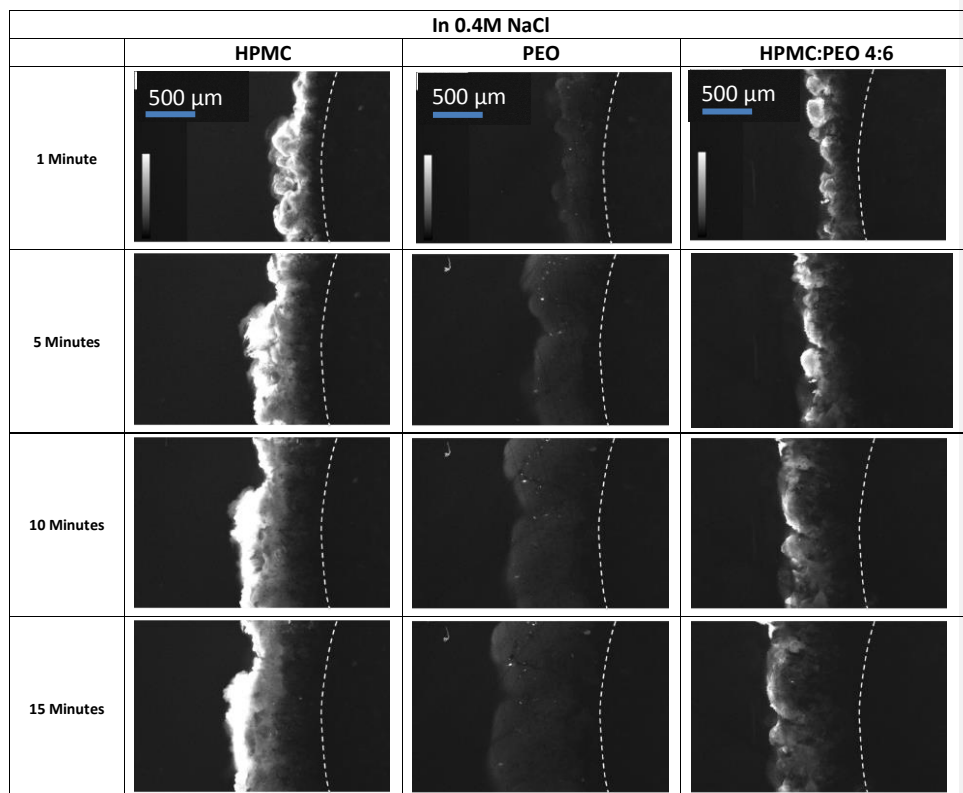 In 0.4M NaCl
HPMC
PEO
HPMC:PEO 4:6
1 Minute
500 µm
500 µm
500 µm
5 Minutes
10 Minutes
15 Minutes